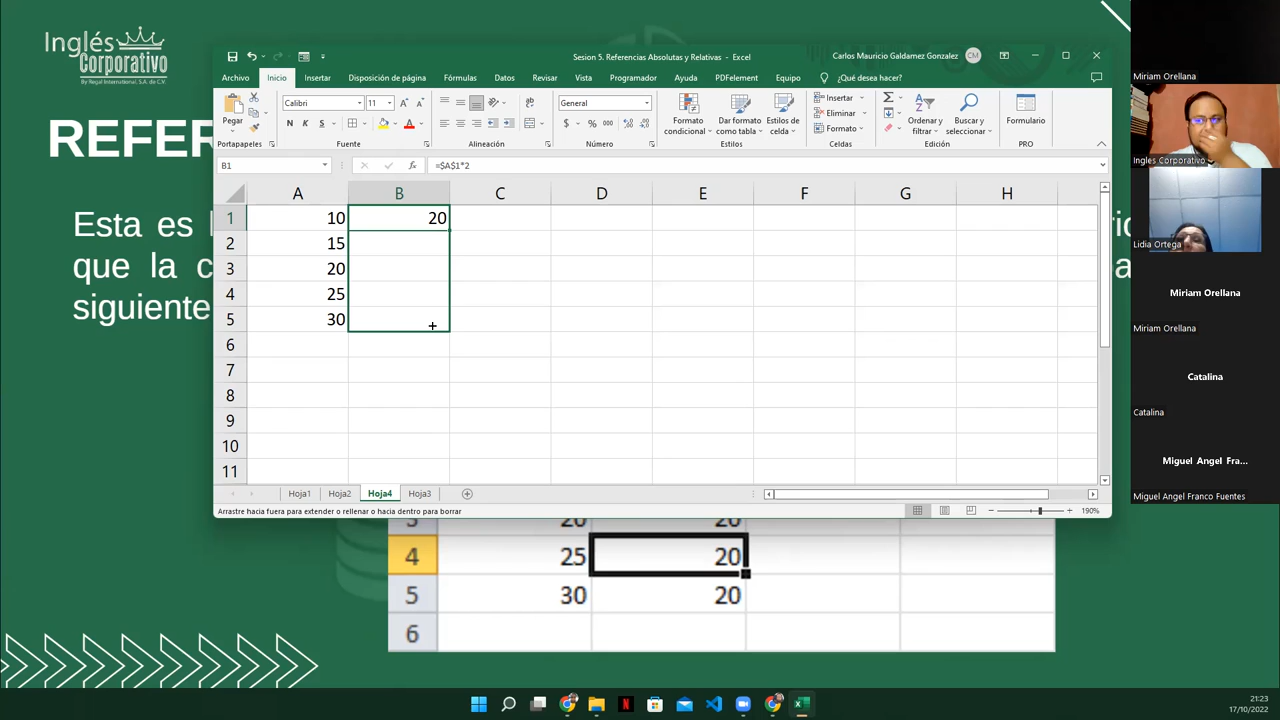 Inglés
Corporativo
By Regal International, S.A. de C.V.
REFER
Esta es
que la c
siguiente
Sesion 5. Referencias Absolutas y Relativas - Excel
Carlos Mauricio Galdamez Gonzalez
CM
Archivo Inicio Insertar Disposición de página Fórmulas Datos Revisar Vista Programador Ayuda PDFelement Equipo ¿Qué desea hacer?
Pegar
Calibri 11
N K S
General
$ % 000
Formato condicional
Dar formato como tabla
Estilos de celda
Insertar
Eliminar
Formato
Ordenar y filtrar
Buscar y seleccionar
Formulario
Portapapeles Fuente Alineación Número Estilos Celdas Edición PRO
B1 fx =$A$1*2
A B C D E F G H
1 10 20
2 15
3 20
4 25
5 30
6
7
8
9
10
11
Hoja1 Hoja2 Hoja4 Hoja3
Arrastre hacia fuera para extender o rellenar o hacia dentro para borrar
190%
3 20 20
4 25 20
5 30 20
6
Miriam Orellana
Ingles Corporativo
Lidia Ortega
Miriam Orellana
Miriam Orellana
Catalina
Catalina
Miguel Angel Fra...
Miguel Angel Franco Fuentes
21:23
17/10/2022